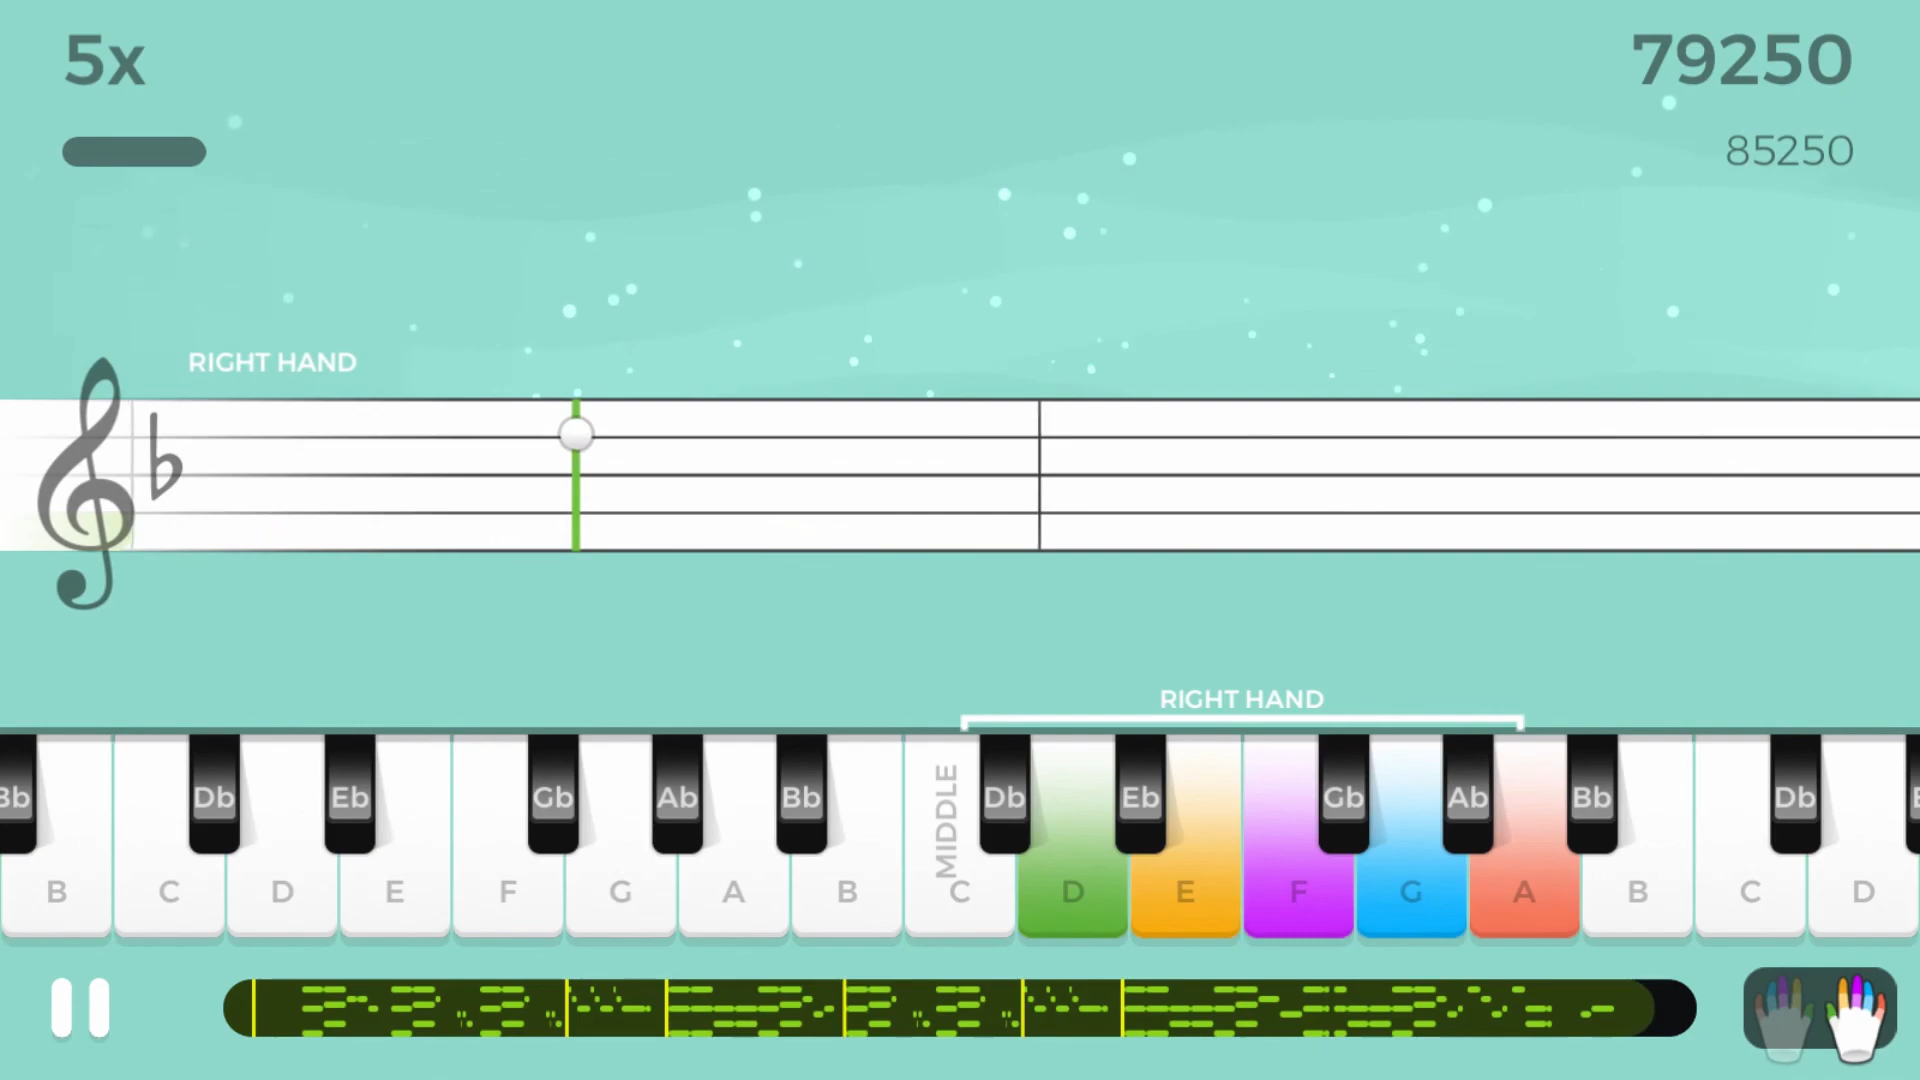 5x
79250
85250
RIGHT HAND
RIGHT HAND
Bb Db Eb Gb Ab Bb Db Eb Gb Ab Bb Db
MIDDLE
B C D E F G A B C D E F G A B C D